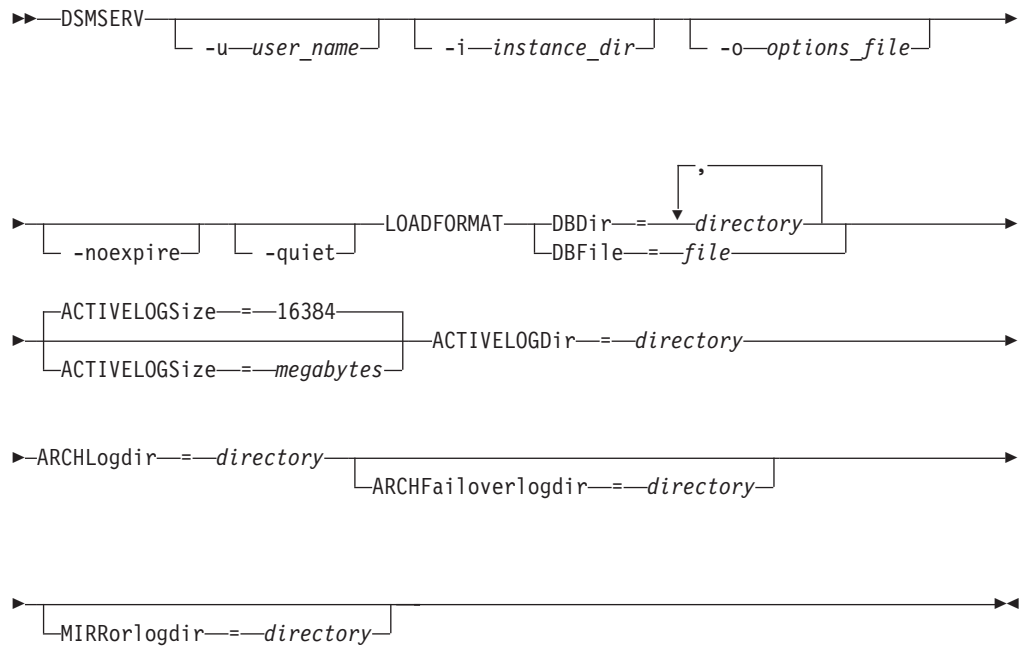 DSMSERV
-u user_name -i instance_dir -o options_file
,
-noexpire -quiet LOADFORMAT DBDir = directory
DBFile = file
ACTIVELOGSize = 16384
ACTIVELOGDir = directory
ACTIVELOGSize = megabytes
ARCHLogdir = directory
ARCHFailoverlogdir = directory
MIRRorlogdir = directory